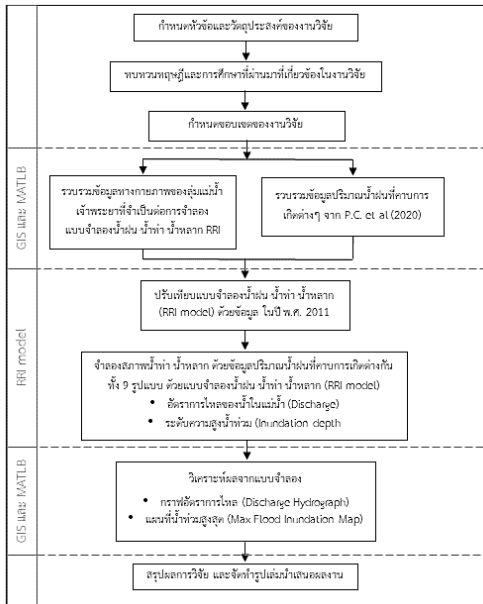 กำหนดหัวข้อและวัตถุประสงค์ของงานวิจัย
ทบทวนทฤษฎีและการศึกษาที่ผ่านมาที่เกี่ยวข้องในงานวิจัย
กำหนดขอบเขตของงานวิจัย
GIS และ MATLB
รวบรวมข้อมูลทางกายภาพของลุ่มแม่น้ำ
เจ้าพระยาที่จำเป็นต่อการจำลอง
แบบจำลองน้ำฝน น้ำท่า น้ำหลาก RRI
รวบรวมข้อมูลปริมาณน้ำฝนที่คาบการ
เกิดต่างๆ จาก P.C. et al (2020)
RRI model
ปรับเทียบแบบจำลองน้ำฝน น้ำท่า น้ำหลาก
(RRI model) ด้วยข้อมูล ในปี พ.ศ. 2011
จำลองสภาพน้ำท่า น้ำหลาก ด้วยข้อมูลปริมาณน้ำฝนที่คาบการเกิดต่างกัน
ทั้ง 9 รูปแบบ ด้วยแบบจำลองน้ำฝน น้ำท่า น้ำหลาก (RRI model)
• อัตราการไหลของน้ำในแม่น้ำ (Discharge)
• ระดับความสูงน้ำท่วม (Inundation depth
GIS และ MATLB
วิเคราะห์ผลจากแบบจำลอง
• กราฟอัตราการไหล (Discharge Hydrograph)
• แผนที่น้ำท่วมสูงสุด (Max Flood Inundation Map)
สรุปผลการวิจัย และจัดทำรูปเล่มนำเสนอผลงาน